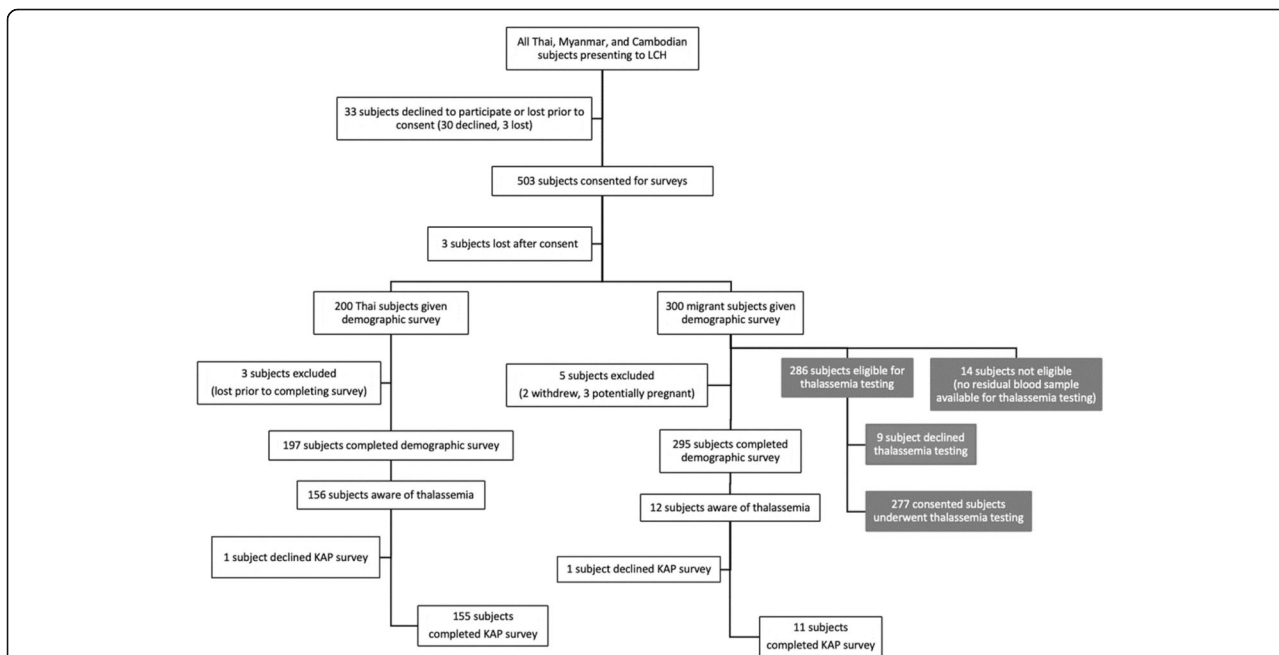 All Thai, Myanmar, and Cambodian
subjects presenting to LCH
33 subjects declined to participate or lost prior to
consent (30 declined, 3 lost)
503 subjects consented for surveys
3 subjects lost after consent
200 Thai subjects given
demographic survey
300 migrant subjects given
demographic survey
3 subjects excluded
(lost prior to completing survey)
5 subjects excluded
(2 withdrew, 3 potentially pregnant)
286 subjects eligible for
thalassemia testing
14 subjects not eligible
(no residual blood sample
available for thalassemia testing)
197 subjects completed demographic survey
295 subjects completed
demographic survey
9 subject declined
thalassemia testing
156 subjects aware of thalassemia
12 subjects aware of thalassemia
277 consented subjects
underwent thalassemia testing
1 subject declined KAP survey
1 subject declined KAP survey
155 subjects
completed KAP survey
11 subjects
completed KAP survey